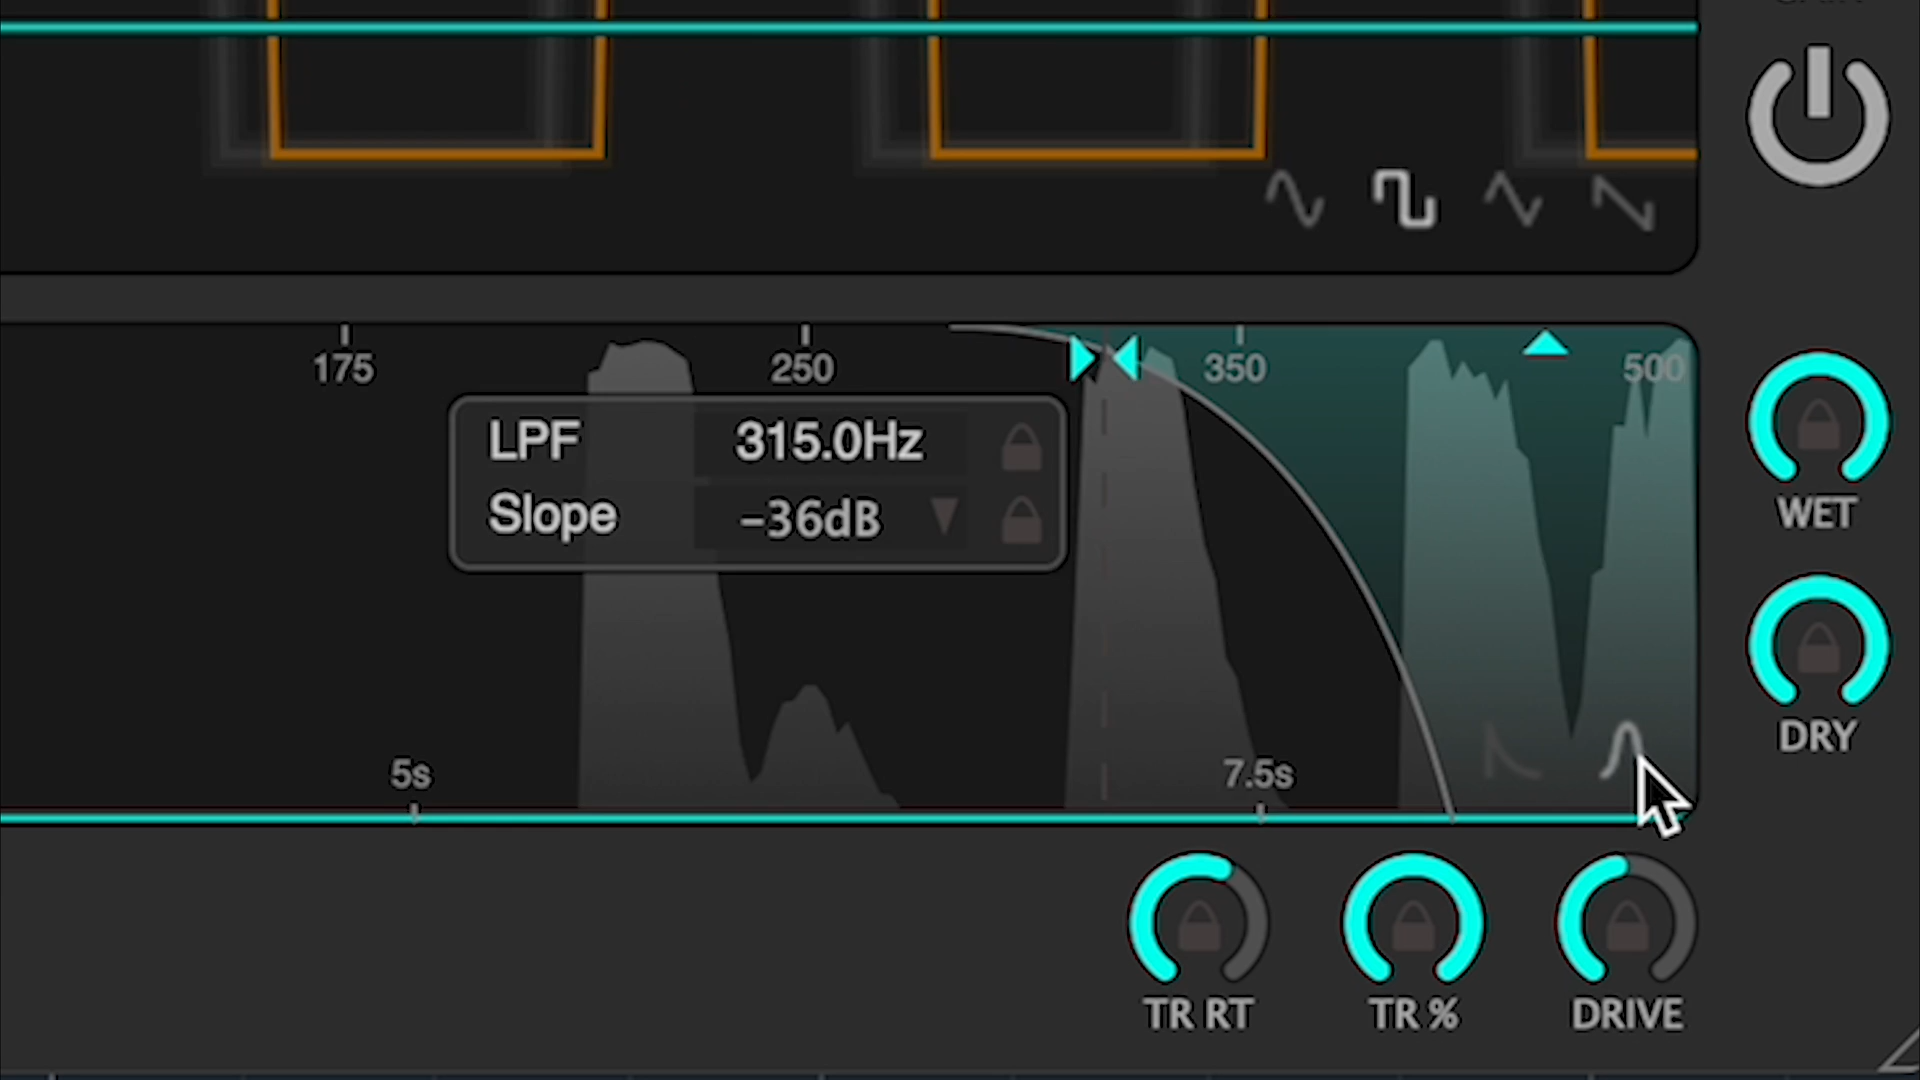 175
250
350
500
LPF 315.0Hz
Slope -36dB
5s
7.5s
WET
DRY
TR RT
TR %
DRIVE